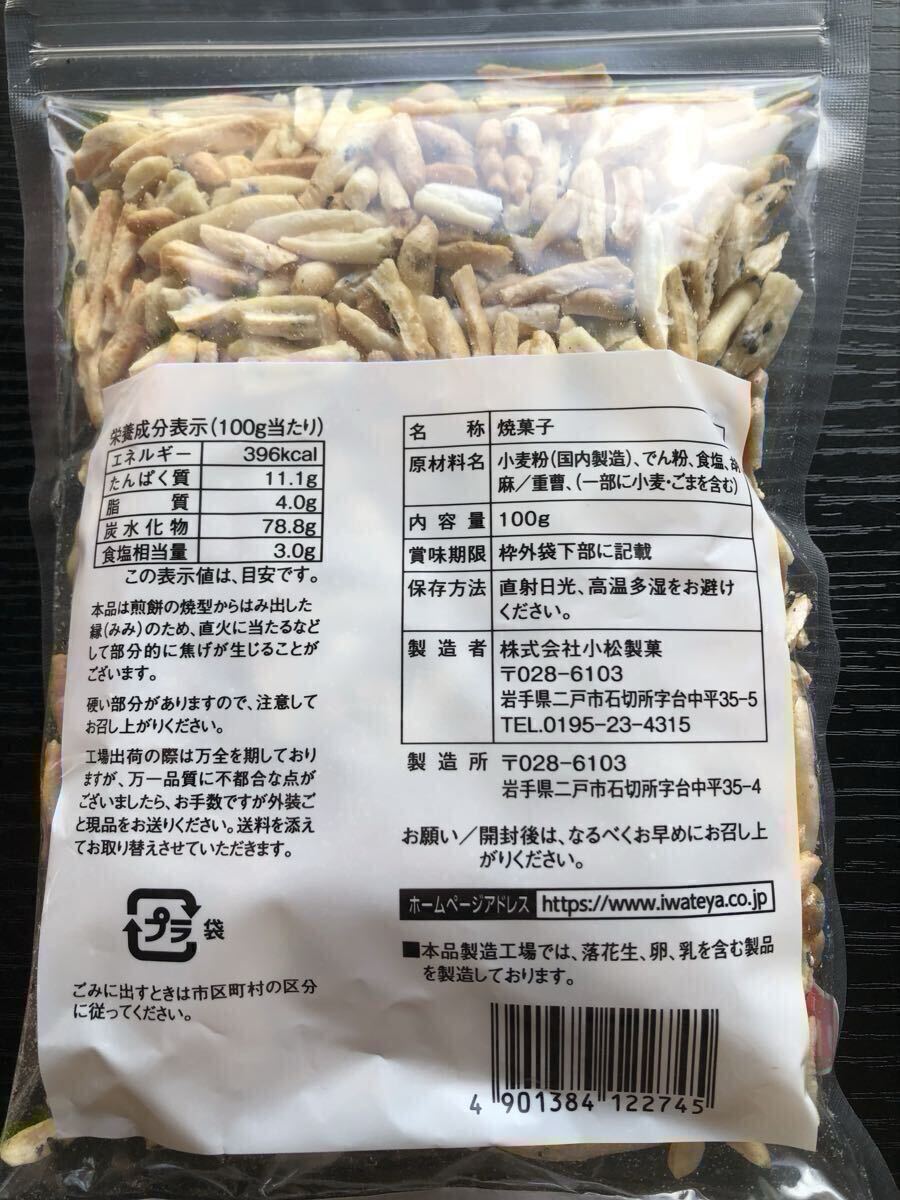 栄養成分表示(100g当たり)
エネルギー 396kcal
たんぱく質 11.1g
脂質 4.0g
炭水化物 78.8g
食塩相当量 3.0g
この表示値は、目安です。
本品は煎餅の焼型からはみ出した
縁(みみ)のため、直火に当たるなど
して部分的に焦げが生じることが
ございます。
硬い部分がありますので、注意して
お召し上がりください。
工場出荷の際は万全を期しており
ますが、万一品質に不都合な点が
ございましたら、お手数ですが外装ご
と現品をお送りください。送料を添え
てお取り替えさせていただきます。
プラ 袋
ごみに出すときは市区町村の区分
に従ってください。
名称 焼菓子
原材料名 小麦粉(国内製造)、でん粉、食塩、胡
麻/重曹、(一部に小麦・ごまを含む)
内容量 100g
賞味期限 枠外袋下部に記載
保存方法 直射日光、高温多湿をお避け
ください。
製造者 株式会社小松製菓
〒028-6103
岩手県二戸市石切所字台中平35-5
TEL.0195-23-4315
製造所 〒028-6103
岩手県二戸市石切所字台中平35-4
お願い/開封後は、なるべくお早めにお召し上
がりください。
ホームページアドレス https://www.iwateya.co.jp
■本品製造工場では、落花生、卵、乳を含む製品
を製造しております。
4 901384 122745